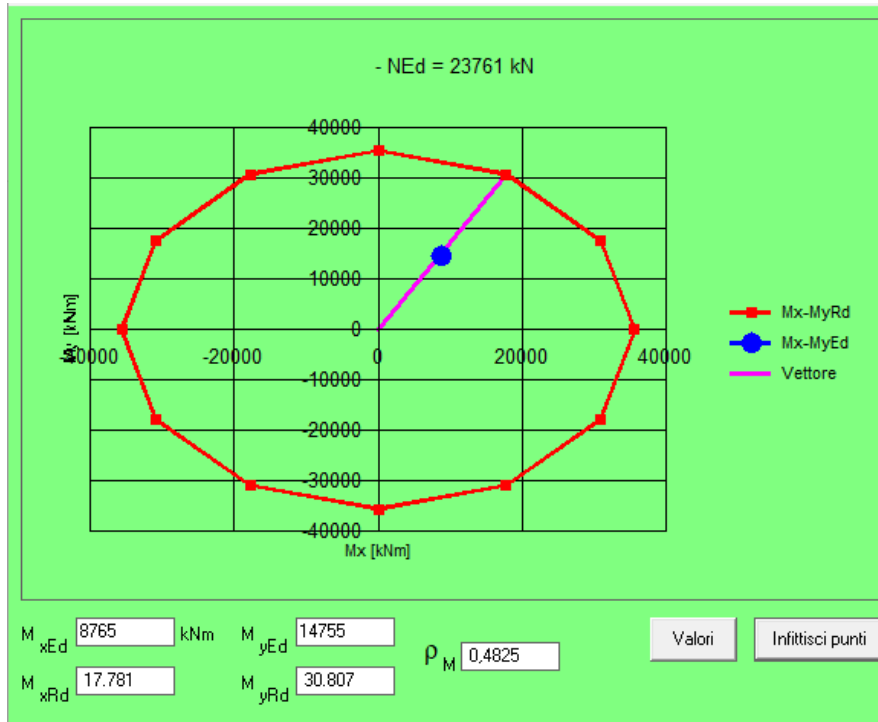 - NEd = 23761 kN
40000
30000
20000
10000
0
-10000
-20000
-30000
-40000
-40000 -20000 0 20000 40000
My [kNm]
Mx [kNm]
Mx-MyRd
Mx-MyEd
Vettore
M xEd 8765 kNm M yEd 14755
M xRd 17.781 M yRd 30.807
ρ M 0,4825
Valori Infittisci punti